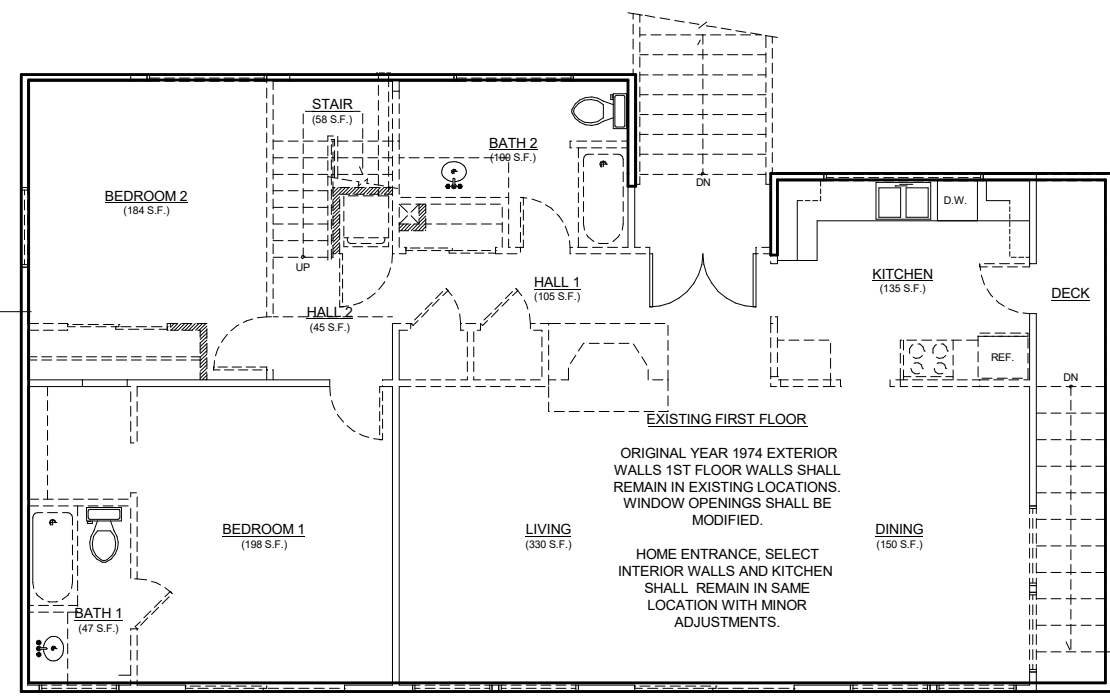 STAIR
(58 S.F.)
BATH 2
(100 S.F.)
BEDROOM 2
(184 S.F.)
DN
D.W.
UP
KITCHEN
(135 S.F.)
HALL 1
(105 S.F.)
DECK
HALL 2
(45 S.F.)
REF.
DN
EXISTING FIRST FLOOR
ORIGINAL YEAR 1974 EXTERIOR
WALLS 1ST FLOOR WALLS SHALL
REMAIN IN EXISTING LOCATIONS.
WINDOW OPENINGS SHALL BE
MODIFIED.
HOME ENTRANCE, SELECT
INTERIOR WALLS AND KITCHEN
SHALL REMAIN IN SAME
LOCATION WITH MINOR
ADJUSTMENTS.
BEDROOM 1
(198 S.F.)
LIVING
(330 S.F.)
DINING
(150 S.F.)
BATH 1
(47 S.F.)